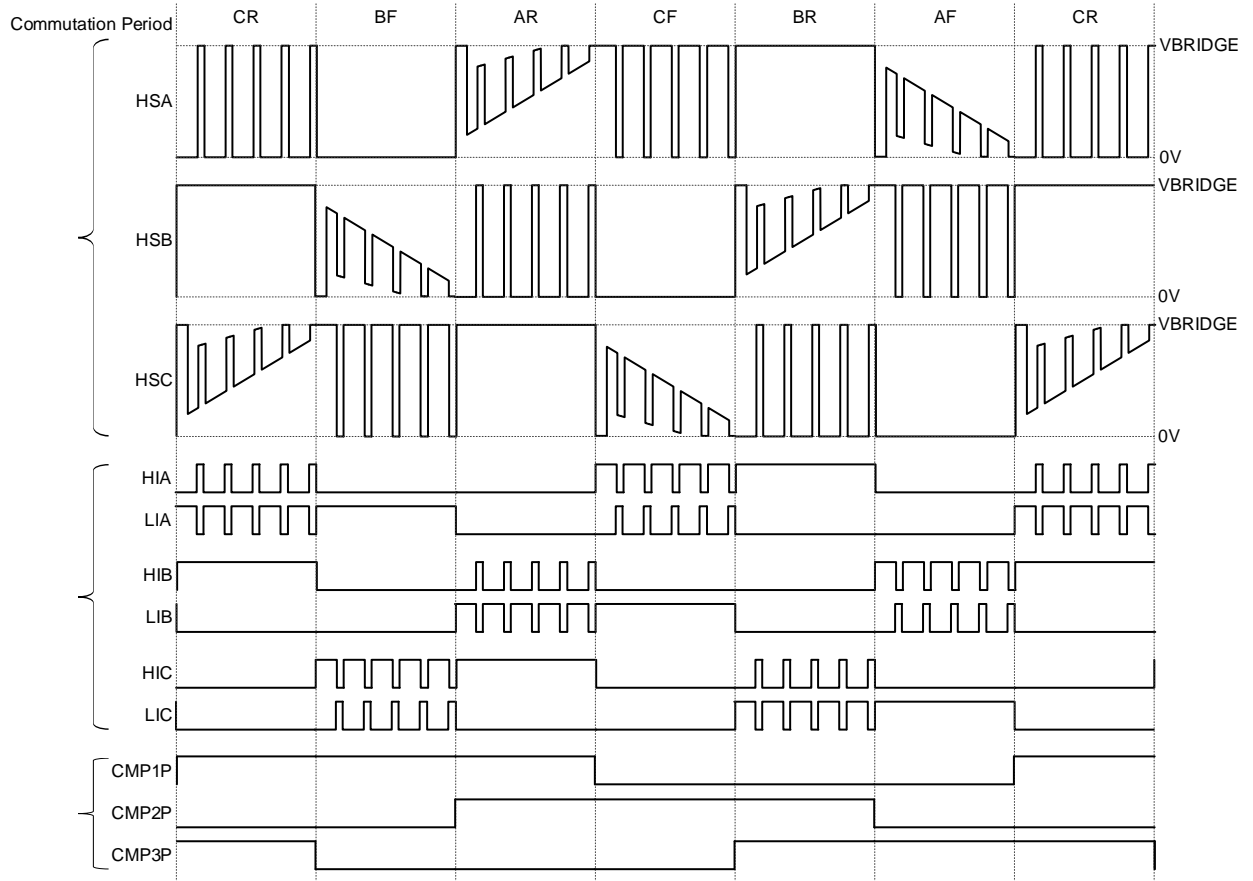 Commutation Period CR BF AR CF BR AF CR
VBRIDGE
HSA
0V
VBRIDGE
HSB
0V
VBRIDGE
HSC
0V
HIA
LIA
HIB
LIB
HIC
LIC
CMP1P
CMP2P
CMP3P